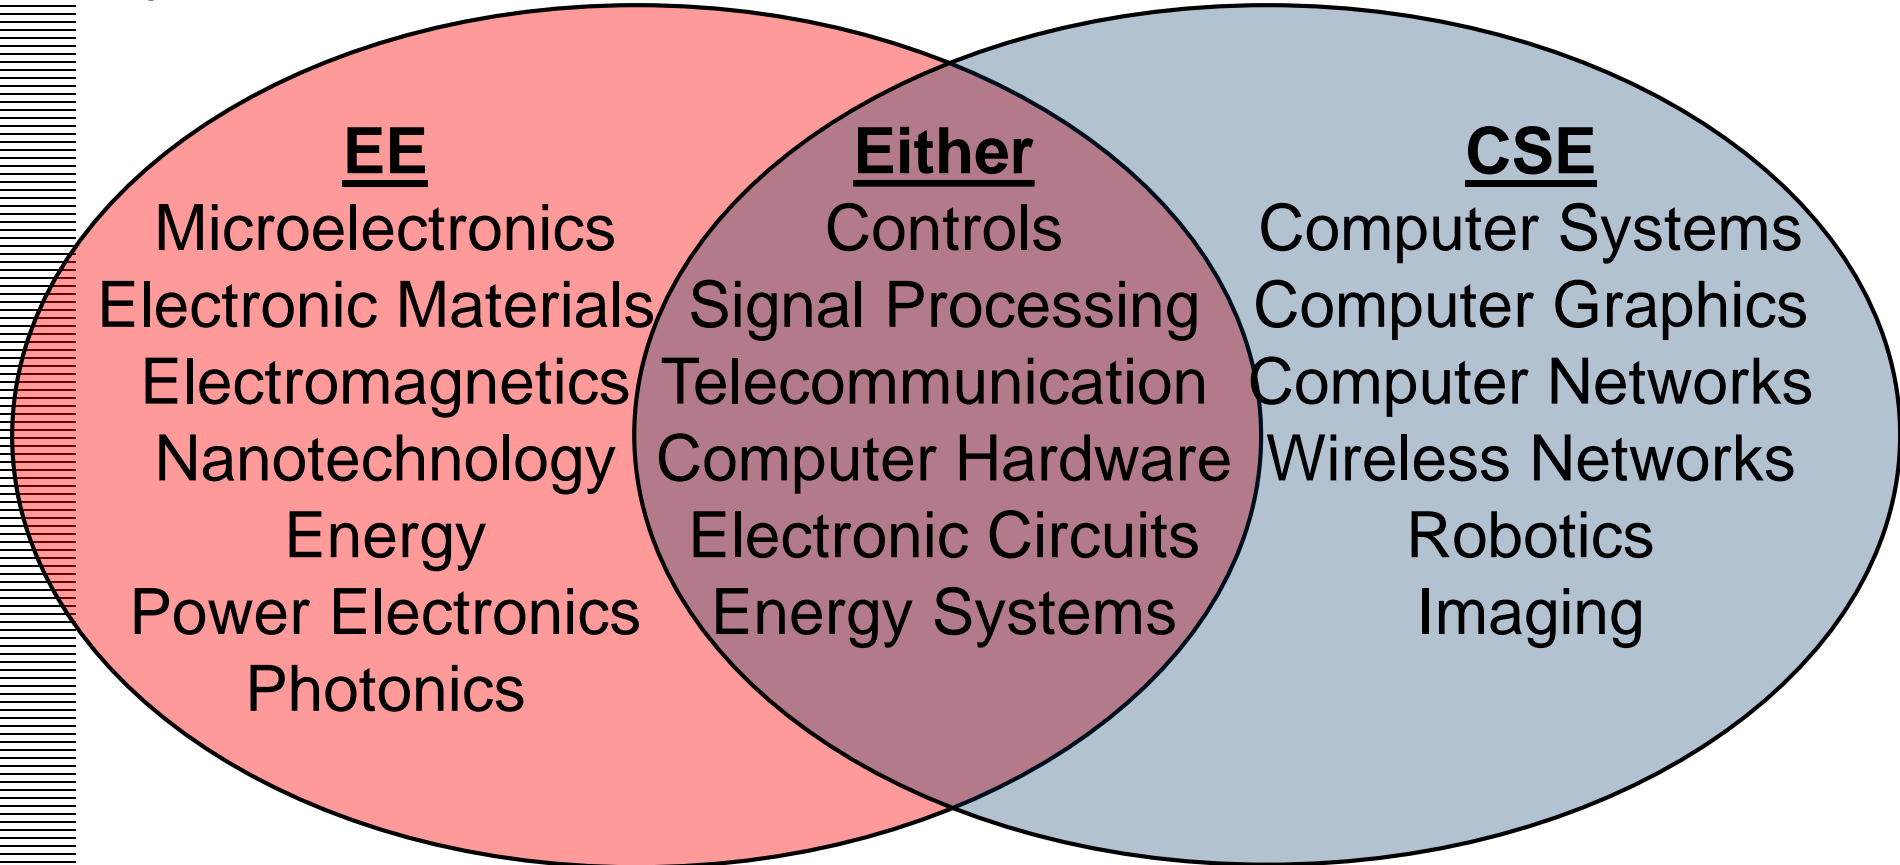 EE
Microelectronics
Electronic Materials
Electromagnetics
Nanotechnology
Energy
Power Electronics
Photonics
Either
Controls
Signal Processing
Telecommunication
Computer Hardware
Electronic Circuits
Energy Systems
CSE
Computer Systems
Computer Graphics
Computer Networks
Wireless Networks
Robotics
Imaging